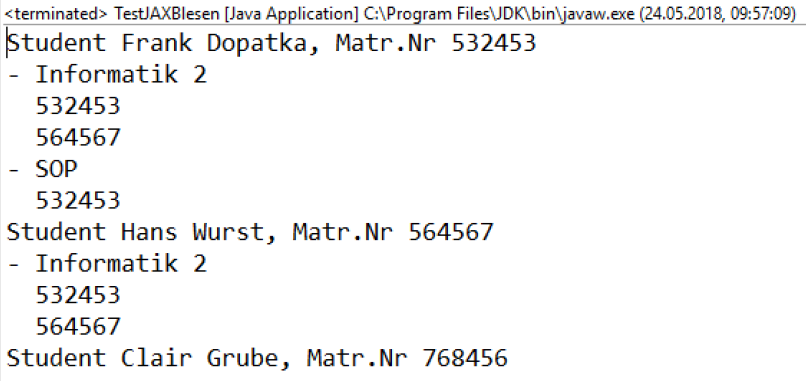 <terminated> TestJAXBlesen [Java Application] C:\Program Files\JDK\bin\javaw.exe (24.05.2018, 09:57:09)
Student Frank Dopatka, Matr.Nr 532453
- Informatik 2
  532453
  564567
- SOP
  532453
Student Hans Wurst, Matr.Nr 564567
- Informatik 2
  532453
  564567
Student Clair Grube, Matr.Nr 768456